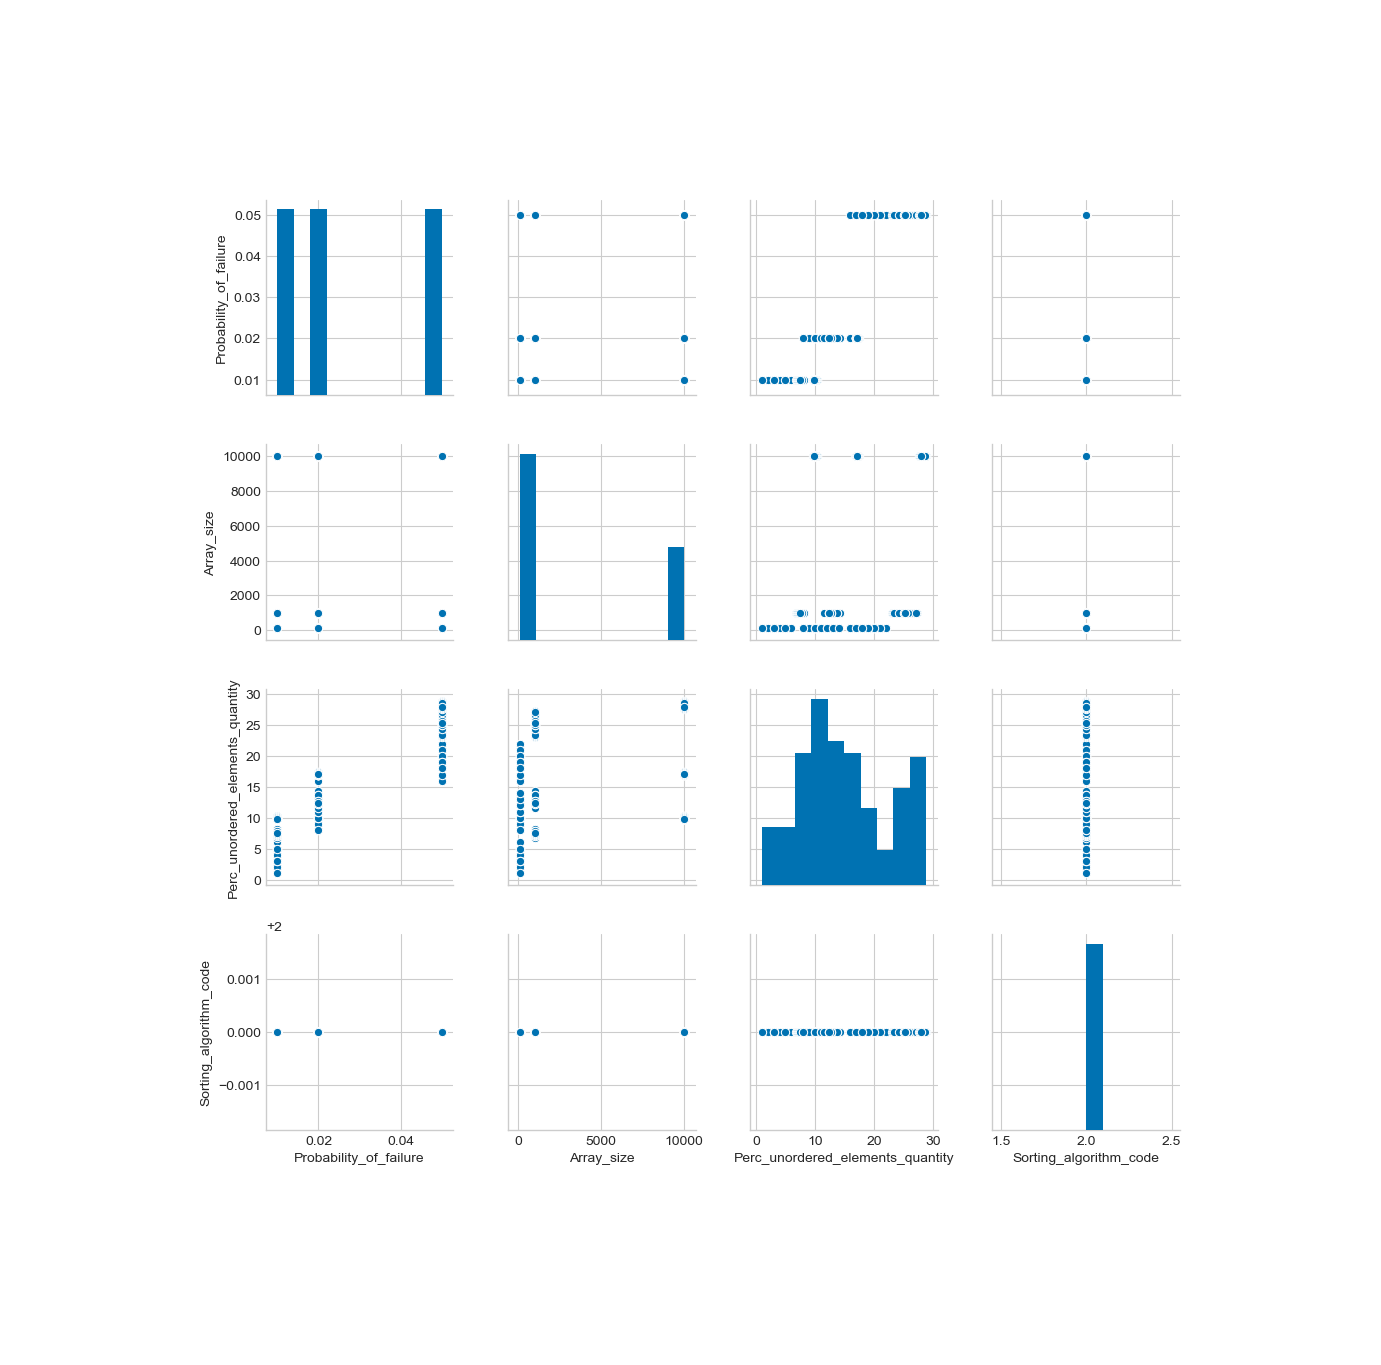 0.05
0.04
0.03
0.02
0.01
Probability_of_failure
10000
8000
6000
4000
2000
0
Array_size
30
25
20
15
10
5
0
Perc_unordered_elements_quantity
+2
0.001
0.000
−0.001
Sorting_algorithm_code
0.02 0.04
Probability_of_failure
0 5000 10000
Array_size
0 10 20 30
Perc_unordered_elements_quantity
1.5 2.0 2.5
Sorting_algorithm_code